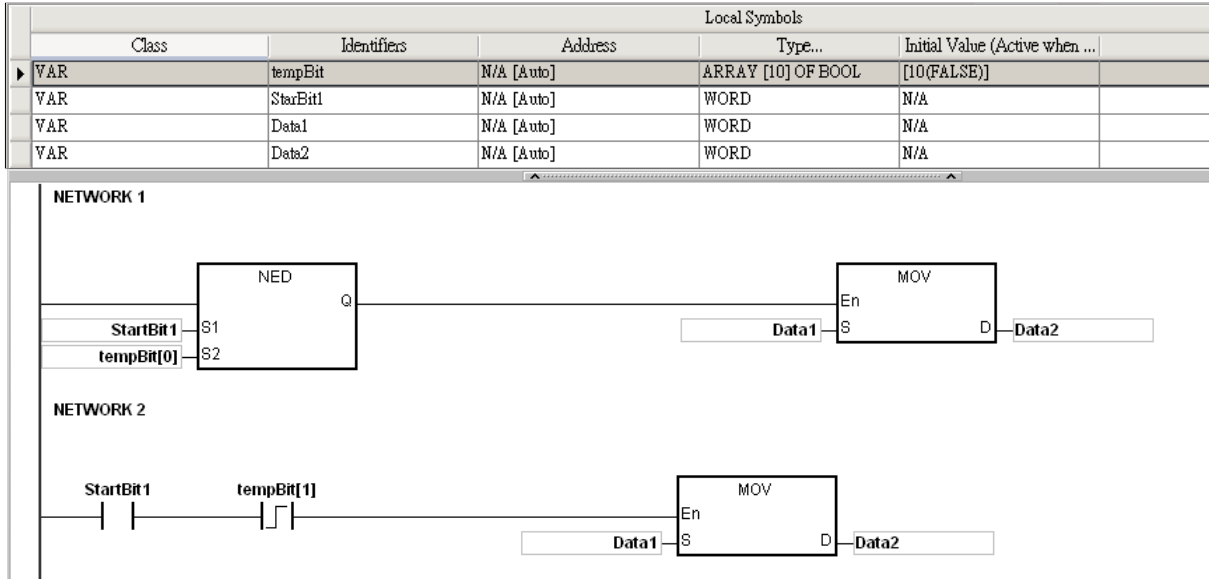 Local Symbols
Class Identifiers Address Type... Initial Value (Active when ...
VAR tempBit N/A [Auto] ARRAY [10] OF BOOL [10(FALSE)]
VAR StarBit1 N/A [Auto] WORD N/A
VAR Data1 N/A [Auto] WORD N/A
VAR Data2 N/A [Auto] WORD N/A
NETWORK 1
NED MOV
Q En
StartBit1 S1 Data1 S D Data2
tempBit[0] S2
NETWORK 2
StartBit1 tempBit[1] MOV
En
Data1 S D Data2